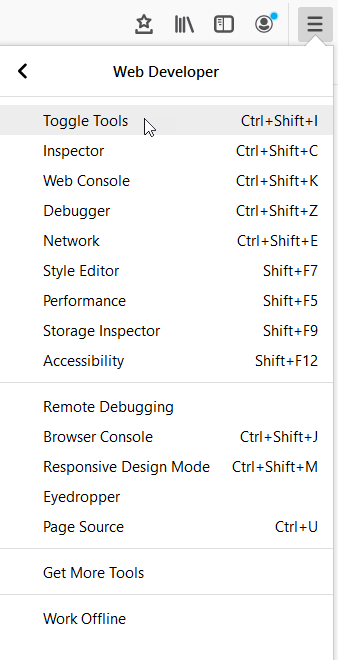 Web Developer
Toggle Tools Ctrl+Shift+I
Inspector Ctrl+Shift+C
Web Console Ctrl+Shift+K
Debugger Ctrl+Shift+Z
Network Ctrl+Shift+E
Style Editor Shift+F7
Performance Shift+F5
Storage Inspector Shift+F9
Accessibility Shift+F12
Remote Debugging
Browser Console Ctrl+Shift+J
Responsive Design Mode Ctrl+Shift+M
Eyedropper
Page Source Ctrl+U
Get More Tools
Work Offline